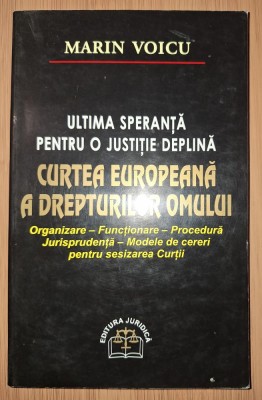 MARIN VOICU
ULTIMA SPERANȚĂ
PENTRU O JUSTIȚIE DEPLINĂ
CURTEA EUROPEANĂ
A DREPTURILOR OMULUI
Organizare – Funcționare – Procedură
Jurisprudență – Modele de cereri
pentru sesizarea Curții
EDITURA JURIDICĂ